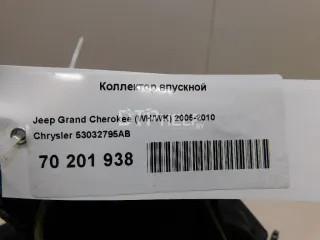 Коллектор впускной
Jeep Grand Cherokee (WH/WK) 2005-2010
Chrysler 53032795AB
70 201 938